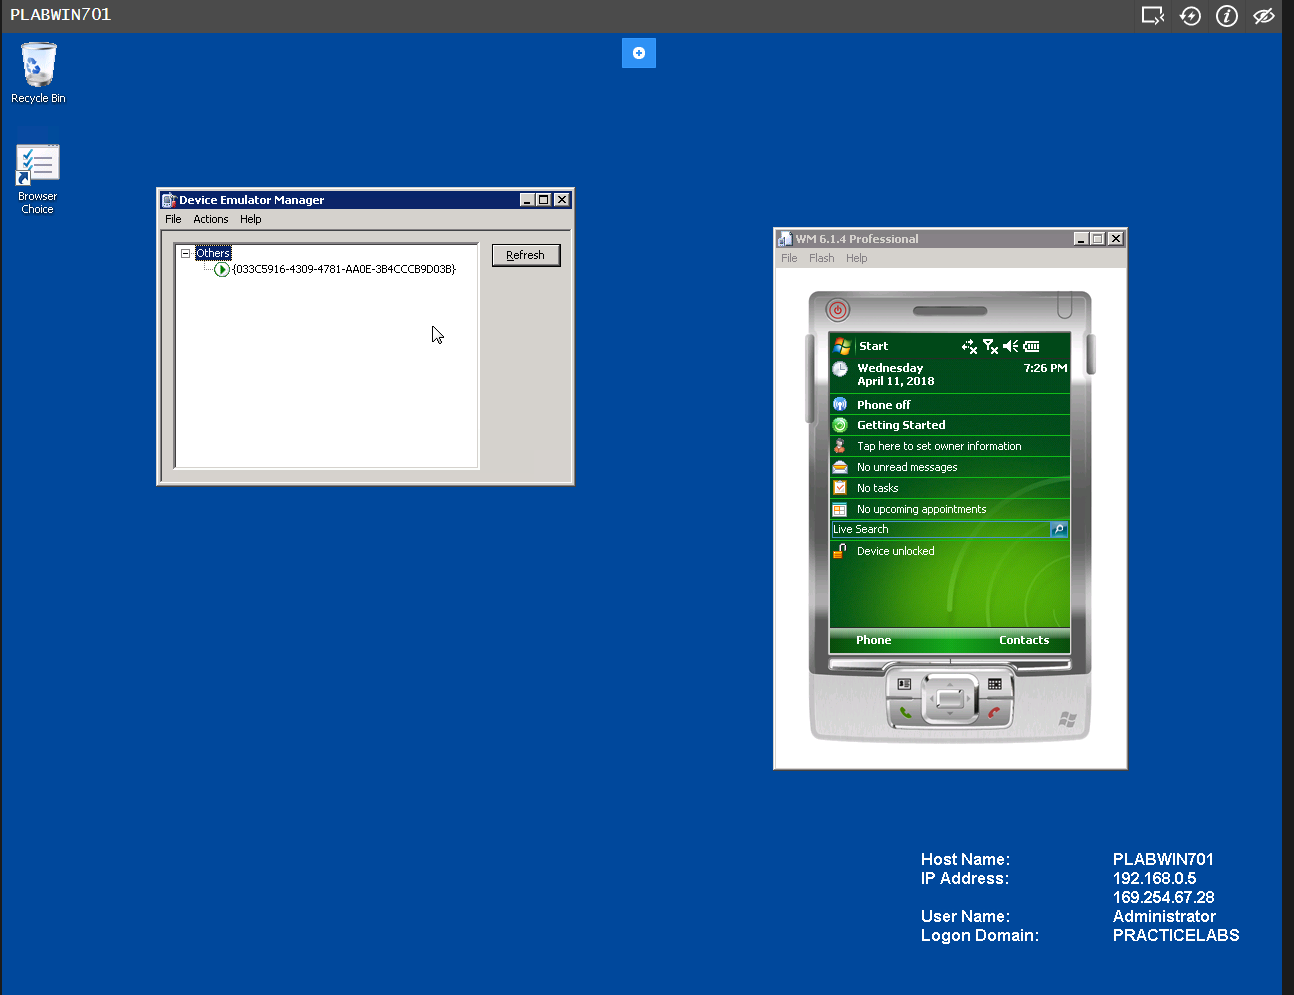 PLABWIN701
Recycle Bin
Browser
Choice
Device Emulator Manager
File Actions Help
Others
{033C5916-4309-4781-AA0E-3B4CCCB9D03B}
Refresh
WM 6.1.4 Professional
File Flash Help
Start
Wednesday 7:26 PM
April 11, 2018
Phone off
Getting Started
Tap here to set owner information
No unread messages
No tasks
No upcoming appointments
Live Search
Device unlocked
Phone Contacts
Host Name: PLABWIN701
IP Address: 192.168.0.5
169.254.67.28
User Name: Administrator
Logon Domain: PRACTICELABS